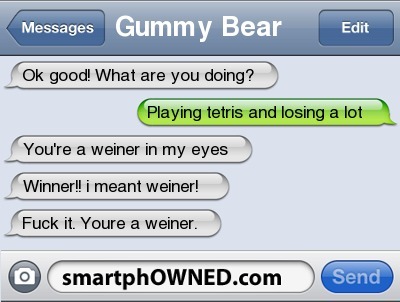 Messages
Gummy Bear
Edit
Ok good! What are you doing?
Playing tetris and losing a lot
You're a weiner in my eyes
Winner!! i meant weiner!
Fuck it. Youre a weiner.
smartphOWNED.com
Send